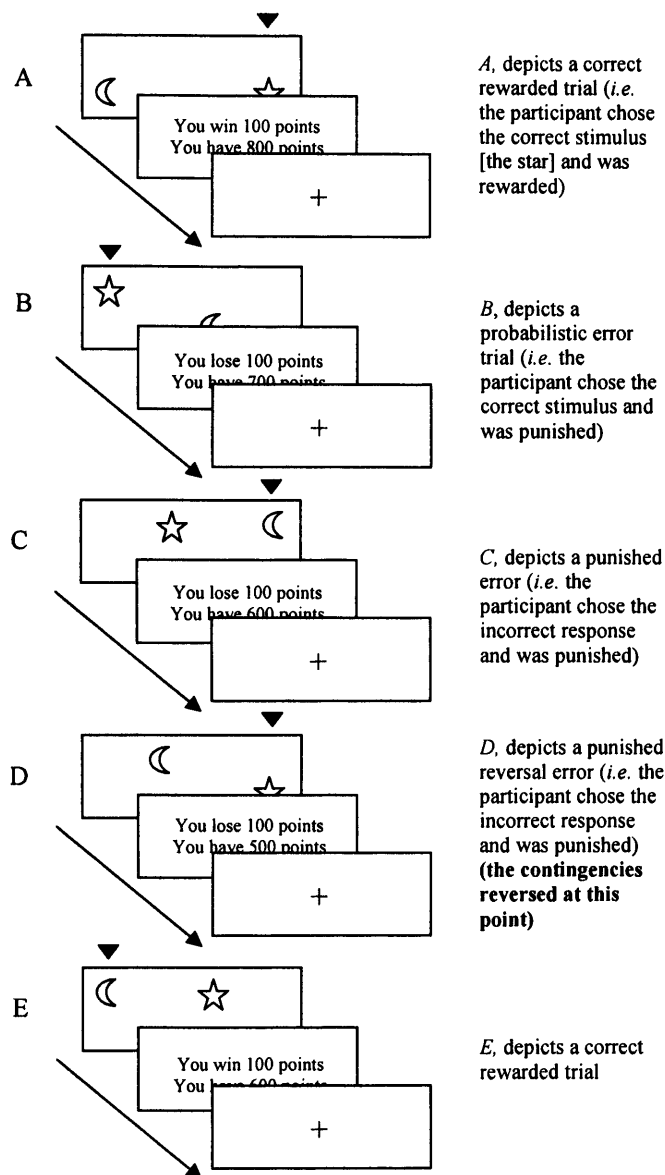 A
You win 100 points
You have 800 points
+
A, depicts a correct
rewarded trial (i.e.
the participant chose
the correct stimulus
[the star] and was
rewarded)
B
You lose 100 points
You have 700 points
+
B, depicts a
probabilistic error
trial (i.e. the
participant chose the
correct stimulus and
was punished)
C
You lose 100 points
You have 600 points
+
C, depicts a punished
error (i.e. the
participant chose the
incorrect response
and was punished)
D
You lose 100 points
You have 500 points
+
D, depicts a punished
reversal error (i.e. the
participant chose the
incorrect response
and was punished)
(the contingencies
reversed at this
point)
E
You win 100 points
You have 600 points
+
E, depicts a correct
rewarded trial